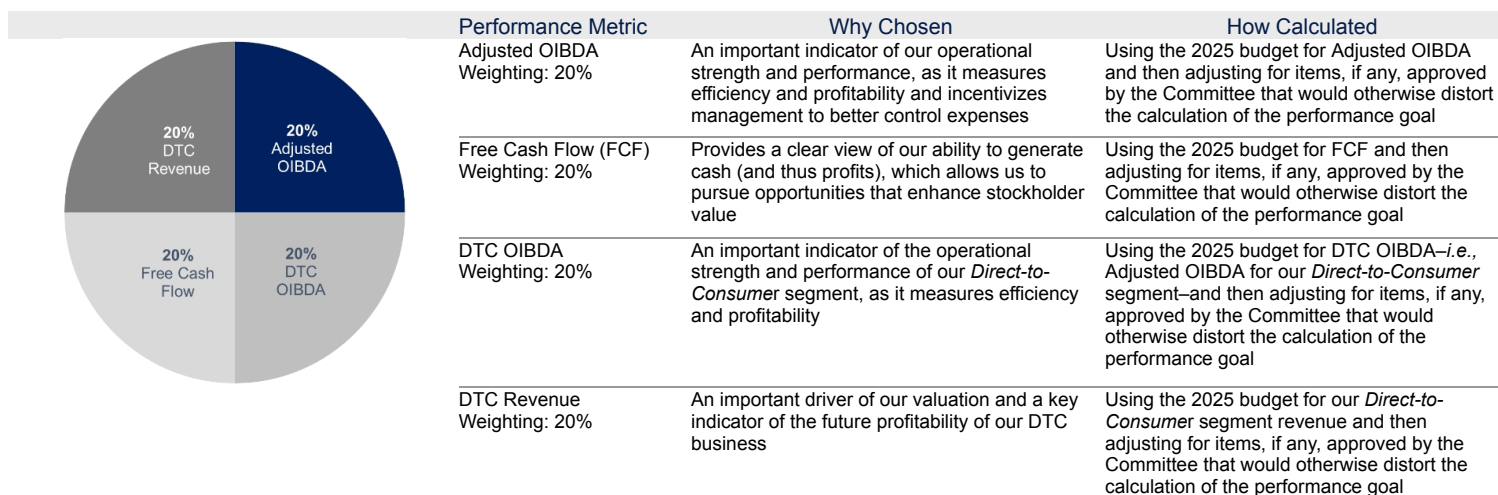 Performance Metric Why Chosen How Calculated
20%
DTC
Revenue
20%
Adjusted
OIBDA
20%
Free Cash
Flow
20%
DTC
OIBDA
Adjusted OIBDA
Weighting: 20%
An important indicator of our operational
strength and performance, as it measures
efficiency and profitability and incentivizes
management to better control expenses
Using the 2025 budget for Adjusted OIBDA
and then adjusting for items, if any, approved
by the Committee that would otherwise distort
the calculation of the performance goal
Free Cash Flow (FCF)
Weighting: 20%
Provides a clear view of our ability to generate
cash (and thus profits), which allows us to
pursue opportunities that enhance stockholder
value
Using the 2025 budget for FCF and then
adjusting for items, if any, approved by the
Committee that would otherwise distort the
calculation of the performance goal
DTC OIBDA
Weighting: 20%
An important indicator of the operational
strength and performance of our Direct-to-
Consumer segment, as it measures efficiency
and profitability
Using the 2025 budget for DTC OIBDA–i.e.,
Adjusted OIBDA for our Direct-to-Consumer
segment–and then adjusting for items, if any,
approved by the Committee that would
otherwise distort the calculation of the
performance goal
DTC Revenue
Weighting: 20%
An important driver of our valuation and a key
indicator of the future profitability of our DTC
business
Using the 2025 budget for our Direct-to-
Consumer segment revenue and then
adjusting for items, if any, approved by the
Committee that would otherwise distort the
calculation of the performance goal